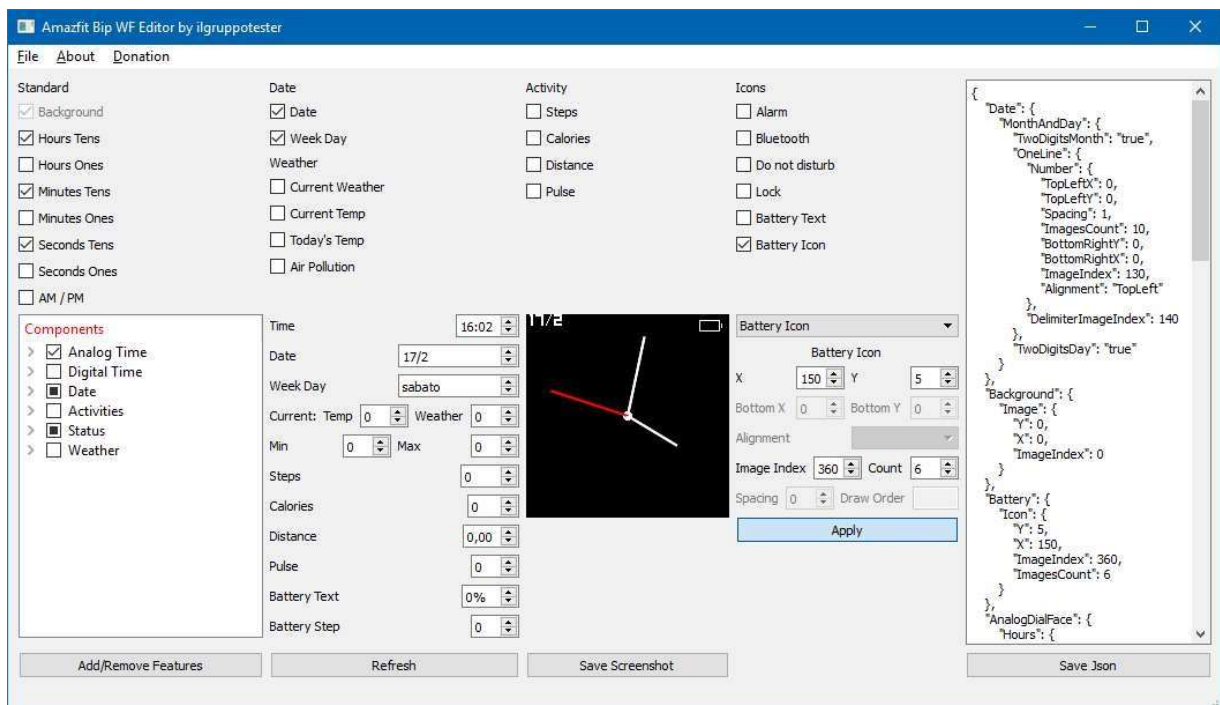 Amazfit Bip WF Editor by ilgruppotester
File About Donation
Standard
Background
Hours Tens
Hours Ones
Minutes Tens
Minutes Ones
Seconds Tens
Seconds Ones
AM / PM
Date
Date
Week Day
Weather
Current Weather
Current Temp
Today's Temp
Air Pollution
Activity
Steps
Calories
Distance
Pulse
Icons
Alarm
Bluetooth
Do not disturb
Lock
Battery Text
Battery Icon
Components
Analog Time
Digital Time
Date
Activities
Status
Weather
Time 16:02
Date 17/2
Week Day sabato
Current: Temp 0 Weather 0
Min 0 Max 0
Steps 0
Calories 0
Distance 0,00
Pulse 0
Battery Text 0%
Battery Step 0
17/2
Battery Icon
Battery Icon
X 150 Y 5
Bottom X 0 Bottom Y 0
Alignment
Image Index 360 Count 6
Spacing 0 Draw Order
Apply
{
"Date": {
"MonthAndDay": {
"TwoDigitsMonth": "true",
"OneLine": {
"Number": {
"TopLeftX": 0,
"TopLeftY": 0,
"Spacing": 1,
"ImagesCount": 10,
"BottomRightY": 0,
"BottomRightX": 0,
"ImageIndex": 130,
"Alignment": "TopLeft"
},
"DelimiterImageIndex": 140
},
"TwoDigitsDay": "true"
}
},
"Background": {
"Image": {
"Y": 0,
"X": 0,
"ImageIndex": 0
}
},
"Battery": {
"Icon": {
"Y": 5,
"X": 150,
"ImageIndex": 360,
"ImagesCount": 6
}
},
"AnalogDialFace": {
"Hours": {
Add/Remove Features
Refresh
Save Screenshot
Save Json